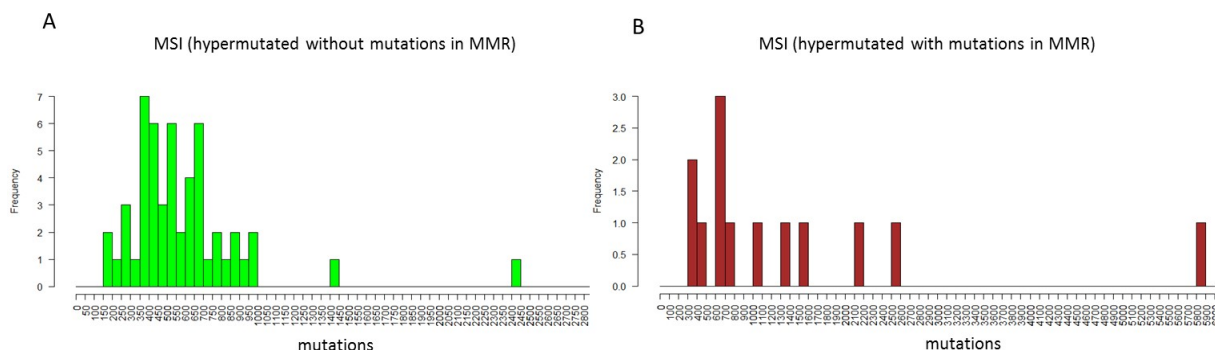 A
MSI (hypermutated without mutations in MMR)
Frequency
7
6
5
4
3
2
1
0
0 50 100 150 200 250 300 350 400 450 500 550 600 650 700 750 800 850 900 950 1000 1050 1100 1150 1200 1250 1300 1350 1400 1450 1500 1550 1600 1650 1700 1750 1800 1850 1900 1950 2000 2050 2100 2150 2200 2250 2300 2350 2400 2450 2500 2550 2600 2650 2700 2750 2800
mutations
B
MSI (hypermutated with mutations in MMR)
Frequency
3.0
2.5
2.0
1.5
1.0
0.5
0.0
0 100 200 300 400 500 600 700 800 900 1000 1100 1200 1300 1400 1500 1600 1700 1800 1900 2000 2100 2200 2300 2400 2500 2600 2700 2800 2900 3000 3100 3200 3300 3400 3500 3600 3700 3800 3900 4000 4100 4200 4300 4400 4500 4600 4700 4800 4900 5000 5100 5200 5300 5400 5500 5600 5700 5800 5900
mutations